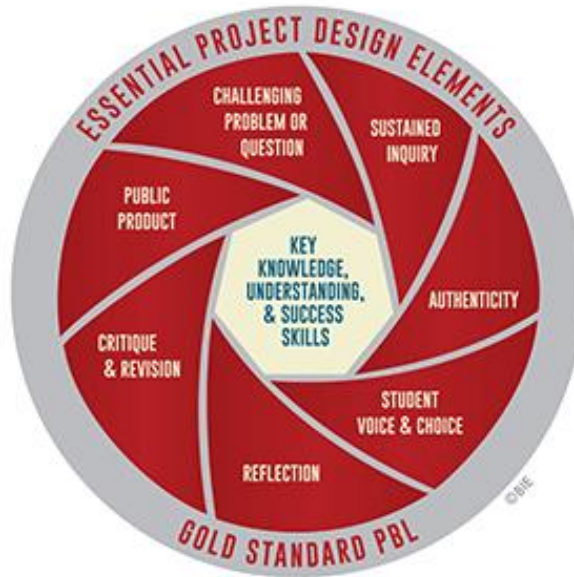 ESSENTIAL PROJECT DESIGN ELEMENTS
CHALLENGING
PROBLEM OR
QUESTION
SUSTAINED
INQUIRY
AUTHENTICITY
STUDENT
VOICE & CHOICE
REFLECTION
CRITIQUE
& REVISION
PUBLIC
PRODUCT
KEY
KNOWLEDGE,
UNDERSTANDING,
& SUCCESS
SKILLS
GOLD STANDARD PBL
©BIE